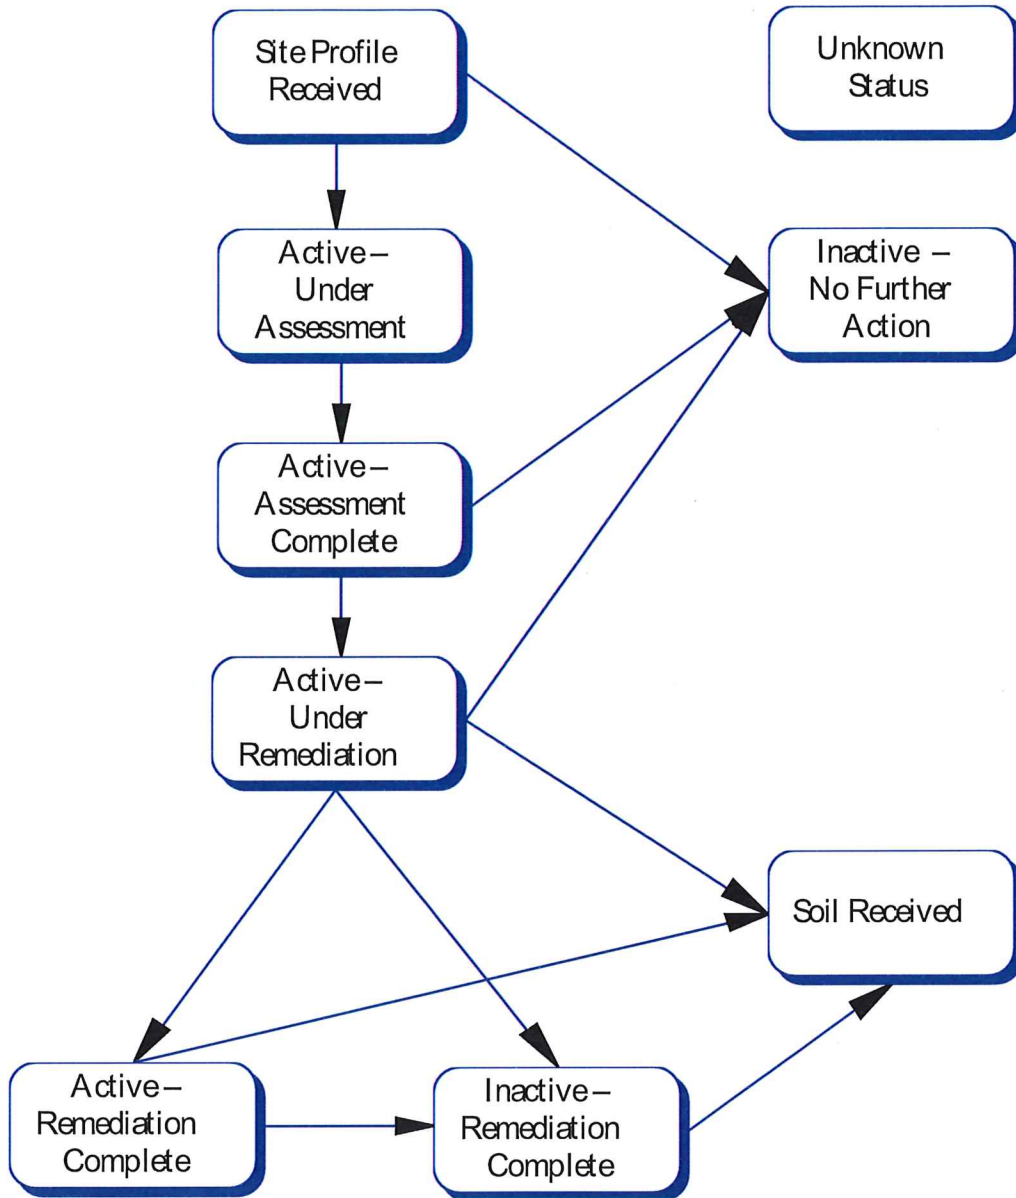 Site Profile
Received
Unknown
Status
Active –
Under
Assessment
Inactive –
No Further
Action
Active –
Assessment
Complete
Active –
Under
Remediation
Soil Received
Active –
Remediation
Complete
Inactive –
Remediation
Complete